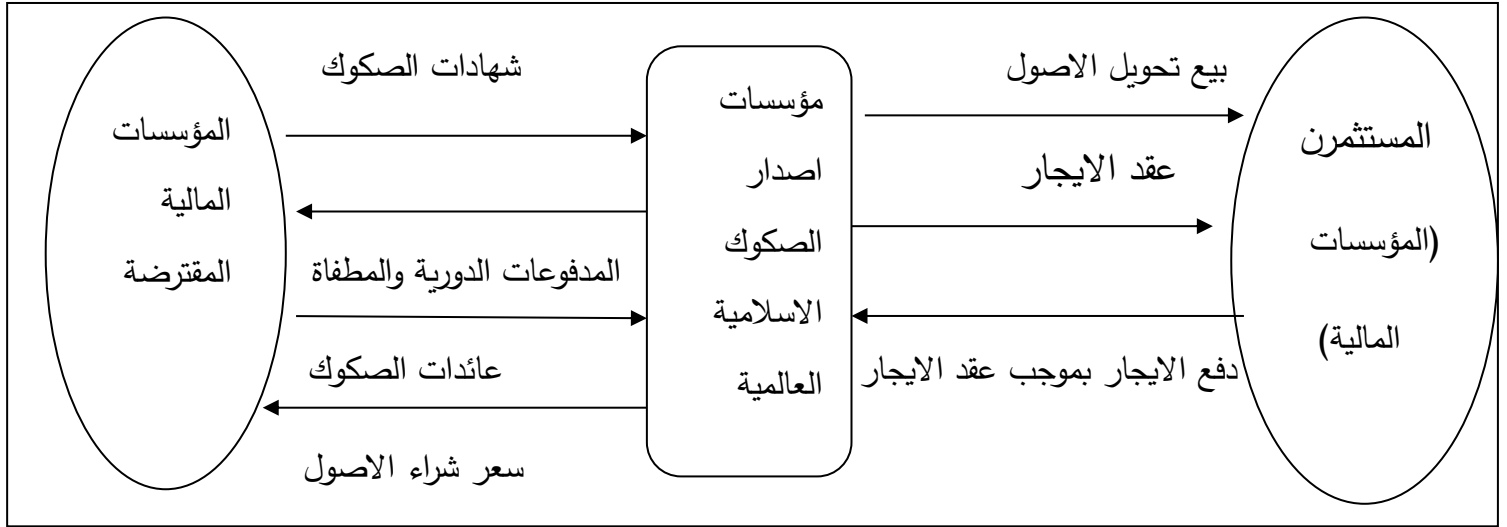 المستثمرن
(المؤسسات
المالية)
بيع تحويل الاصول
عقد الايجار
دفع الايجار بموجب عقد الايجار
مؤسسات
اصدار
الصكوك
الاسلامية
العالمية
شهادات الصكوك
المدفوعات الدورية والمطفاة
عائدات الصكوك
سعر شراء الاصول
المؤسسات
المالية
المقترضة